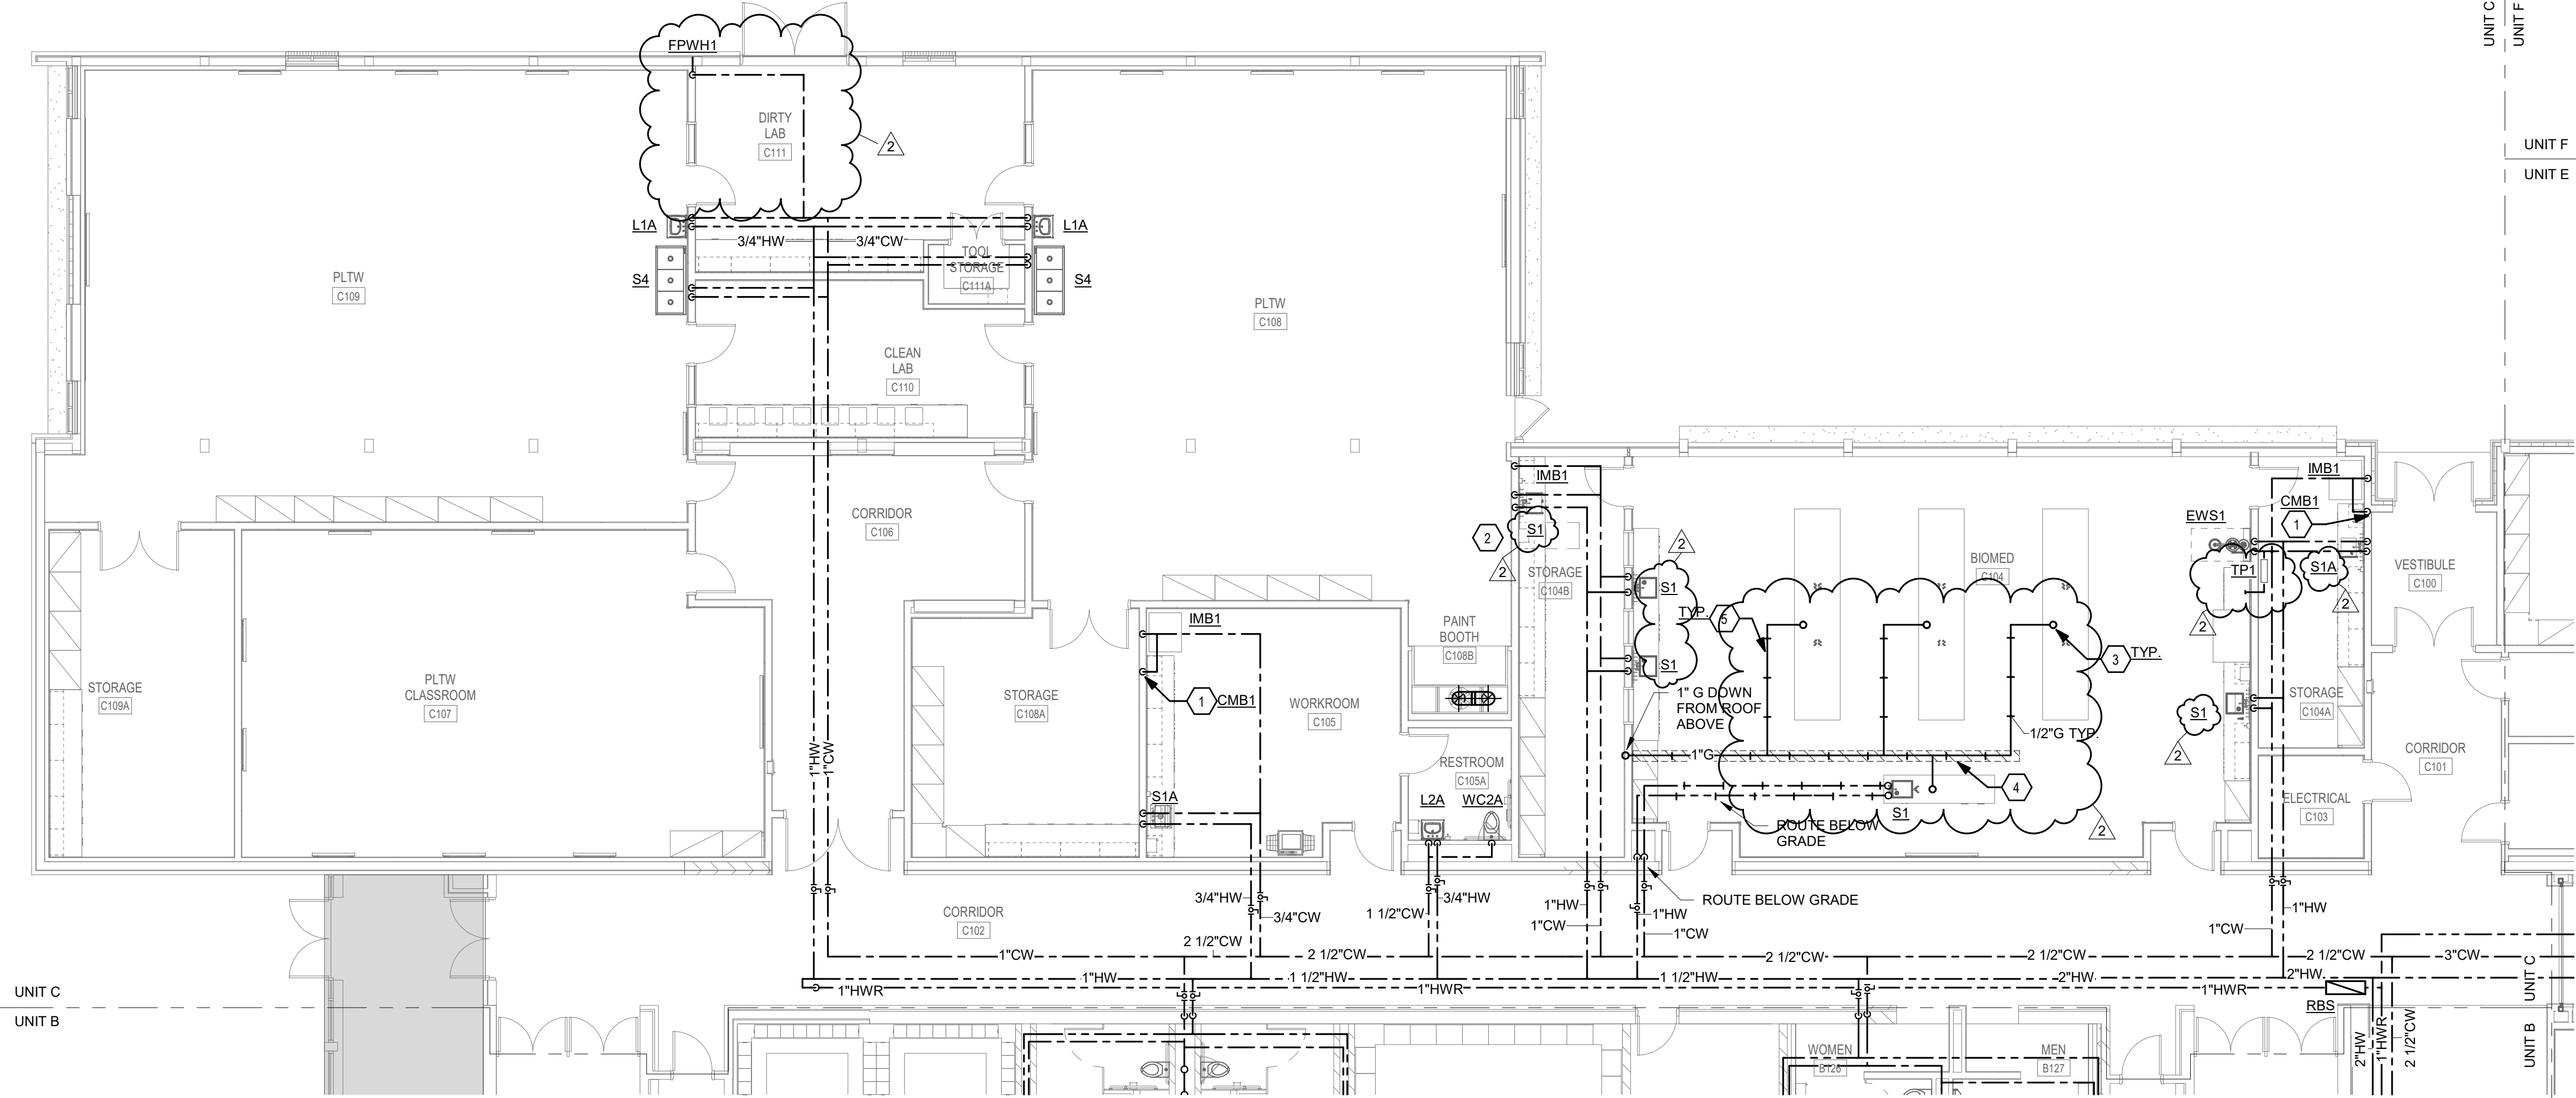 UNIT C
UNIT F
FPWH1
DIRTY
LAB
C111
2
UNIT F
UNIT E
L1A
L1A
3/4"HW
3/4"CW
TOOL
STORAGE
C111A
S4
S4
PLTW
C109
PLTW
C108
CLEAN
LAB
C110
CORRIDOR
C106
IMB1
S1
2
2
STORAGE
C104B
2
S1
S1
BIOMED
C104
EWS1
IMB1
CMB1
1
TP1
S1A
2
2
VESTIBULE
C100
IMB1
PAINT
BOOTH
C108B
TYP.
5
3
TYP.
STORAGE
C109A
PLTW
CLASSROOM
C107
STORAGE
C108A
1
CMB1
WORKROOM
C105
1" G DOWN
FROM ROOF
ABOVE
1/2"G TYP.
S1
2
STORAGE
C104A
1"HW
1"CW
1"G
RESTROOM
C105A
CORRIDOR
C101
S1A
L2A
WC2A
4
S1
ROUTE BELOW
GRADE
2
ELECTRICAL
C103
3/4"HW
3/4"CW
3/4"HW
1 1/2"CW
1"HW
1"CW
ROUTE BELOW GRADE
1"HW
1"CW
1"HW
1"CW
CORRIDOR
C102
1"CW
2 1/2"CW
2 1/2"CW
2 1/2"CW
2 1/2"CW
2 1/2"CW
3"CW
1"HW
1 1/2"HW
1 1/2"HW
2"HW
2"HW
1"HWR
1"HWR
1"HWR
RBS
UNIT C
UNIT B
UNIT C
UNIT B
2"HW
1"HWR
2 1/2"CW
WOMEN
B126
MEN
B127